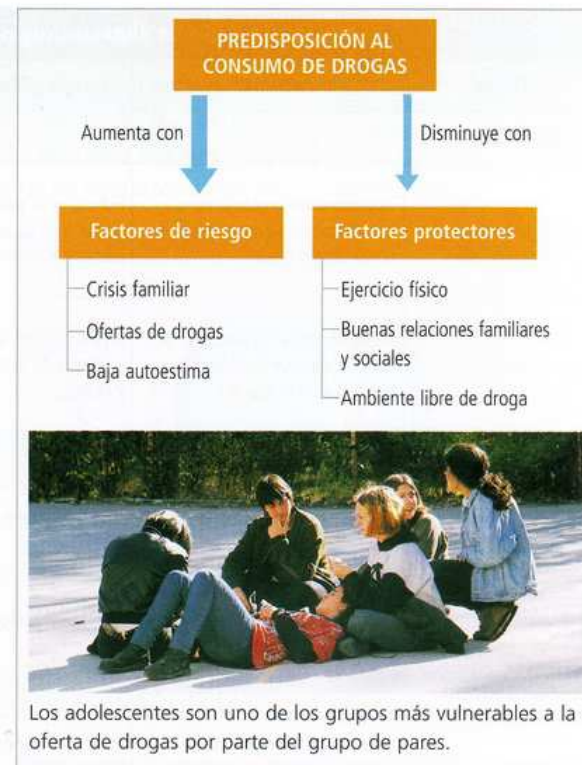 PREDISPOSICIÓN AL
CONSUMO DE DROGAS
Aumenta con
Disminuye con
Factores de riesgo
Crisis familiar
Ofertas de drogas
Baja autoestima
Factores protectores
Ejercicio físico
Buenas relaciones familiares
y sociales
Ambiente libre de droga
Los adolescentes son uno de los grupos más vulnerables a la
oferta de drogas por parte del grupo de pares.